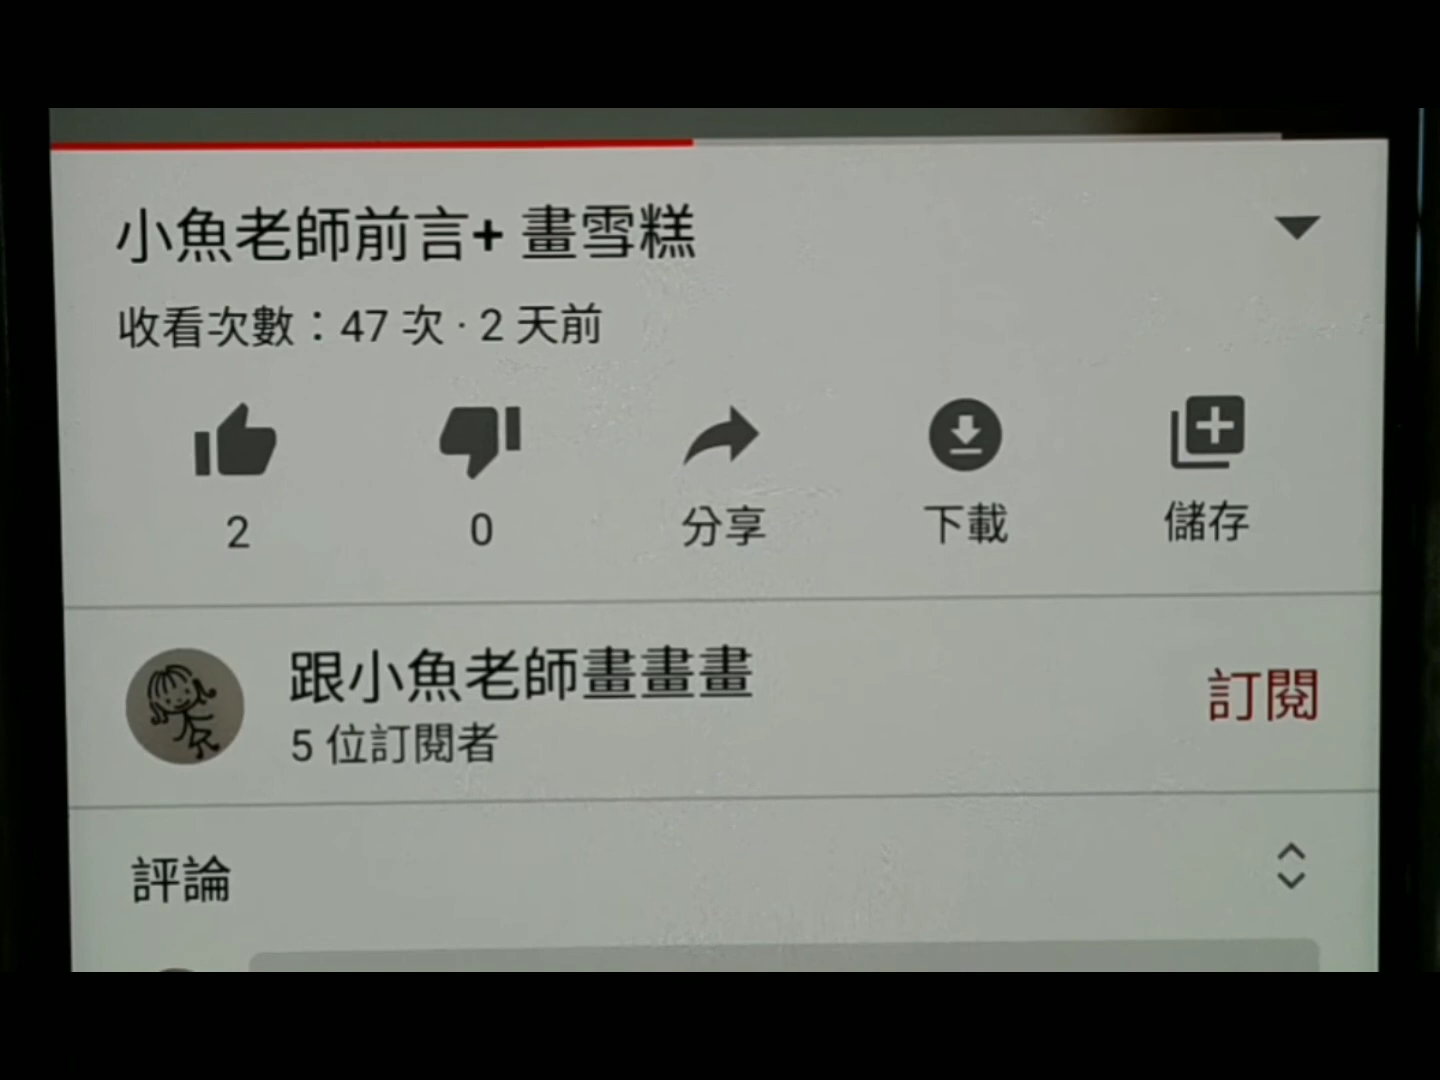 小魚老師前言+ 畫雪糕
收看次數：47 次 · 2 天前
2
0
分享
下載
儲存
跟小魚老師畫畫畫
5 位訂閱者
訂閱
評論